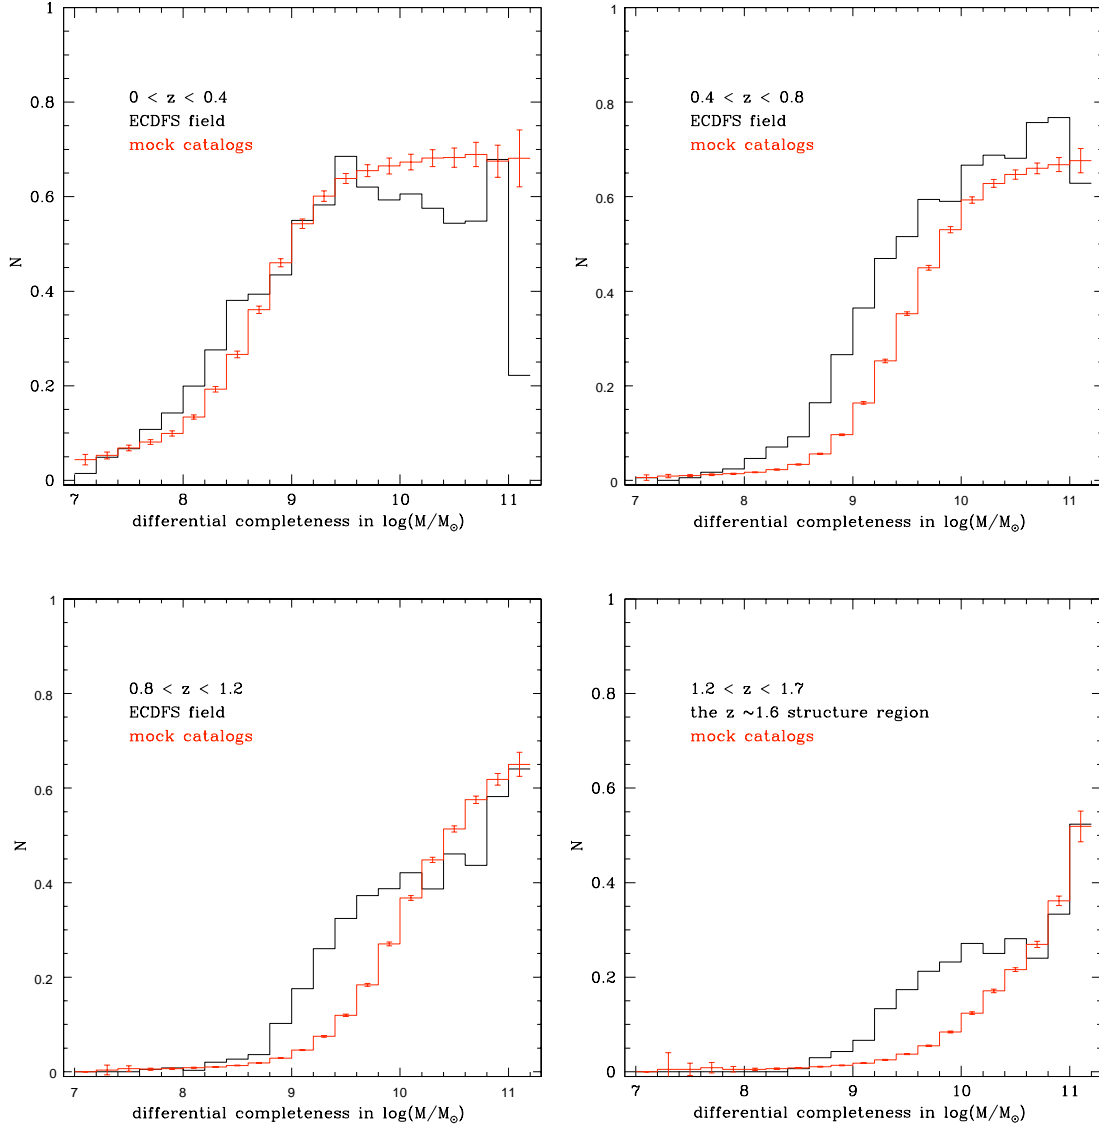 1
0.8
0.6
0.4
0.2
0
N
0 < z < 0.4
ECDFS field
mock catalogs
7 8 9 10 11
differential completeness in log(M/M⊙)
1
0.8
0.6
0.4
0.2
0
N
0.4 < z < 0.8
ECDFS field
mock catalogs
7 8 9 10 11
differential completeness in log(M/M⊙)
1
0.8
0.6
0.4
0.2
0
N
0.8 < z < 1.2
ECDFS field
mock catalogs
7 8 9 10 11
differential completeness in log(M/M⊙)
1
0.8
0.6
0.4
0.2
0
N
1.2 < z < 1.7
the z ~1.6 structure region
mock catalogs
7 8 9 10 11
differential completeness in log(M/M⊙)